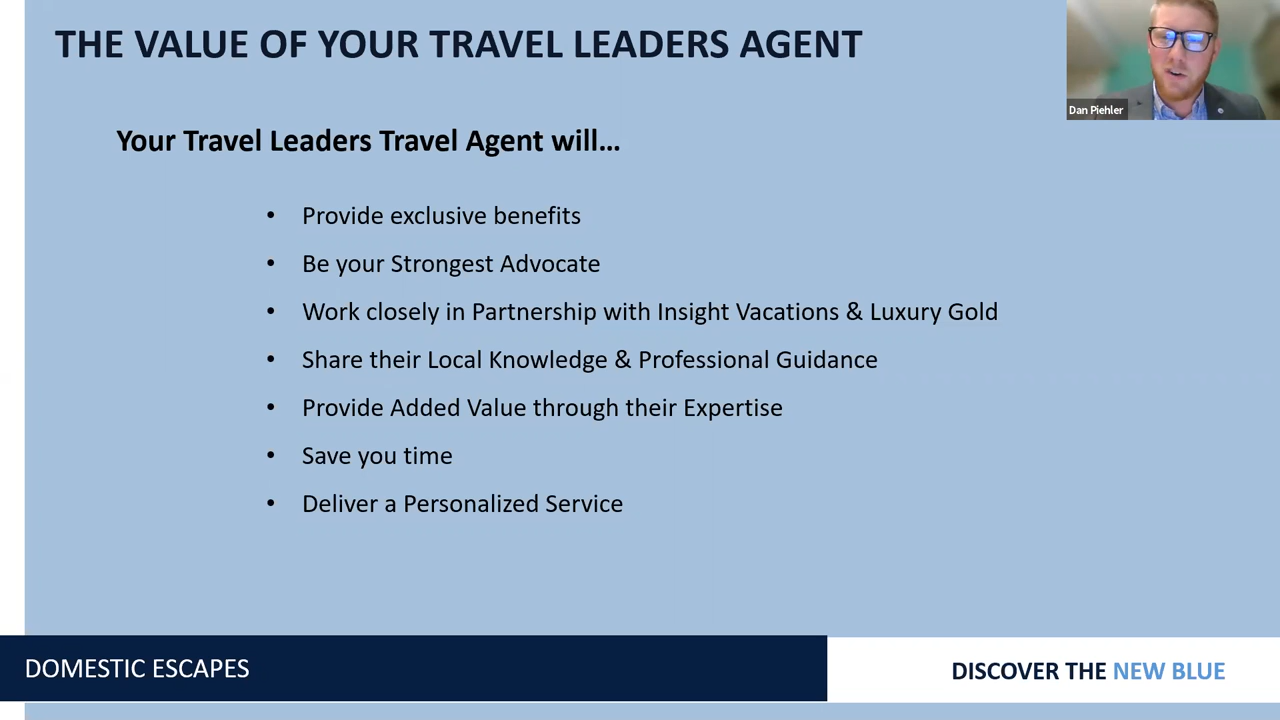 THE VALUE OF YOUR TRAVEL LEADERS AGENT
Dan Piehler
Your Travel Leaders Travel Agent will…
• Provide exclusive benefits
• Be your Strongest Advocate
• Work closely in Partnership with Insight Vacations & Luxury Gold
• Share their Local Knowledge & Professional Guidance
• Provide Added Value through their Expertise
• Save you time
• Deliver a Personalized Service
DOMESTIC ESCAPES
DISCOVER THE NEW BLUE